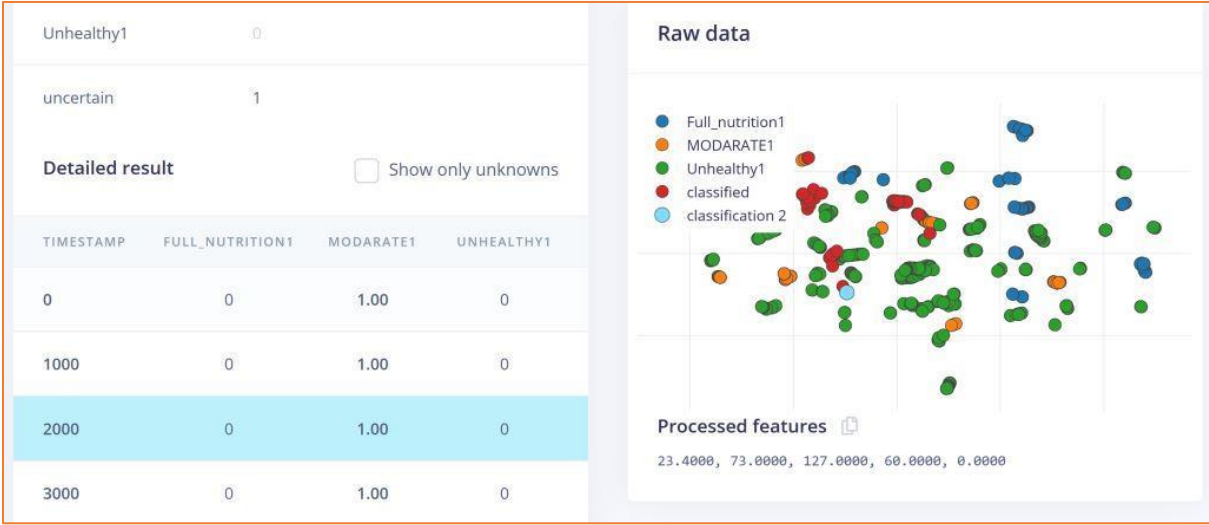 Unhealthy1 0
uncertain 1
Detailed result Show only unknowns
TIMESTAMP FULL_NUTRITION1 MODARATE1 UNHEALTHY1
0 0 1.00 0
1000 0 1.00 0
2000 0 1.00 0
3000 0 1.00 0
Raw data
Full_nutrition1
MODARATE1
Unhealthy1
classified
classification 2
Processed features
23.4000, 73.0000, 127.0000, 60.0000, 0.0000